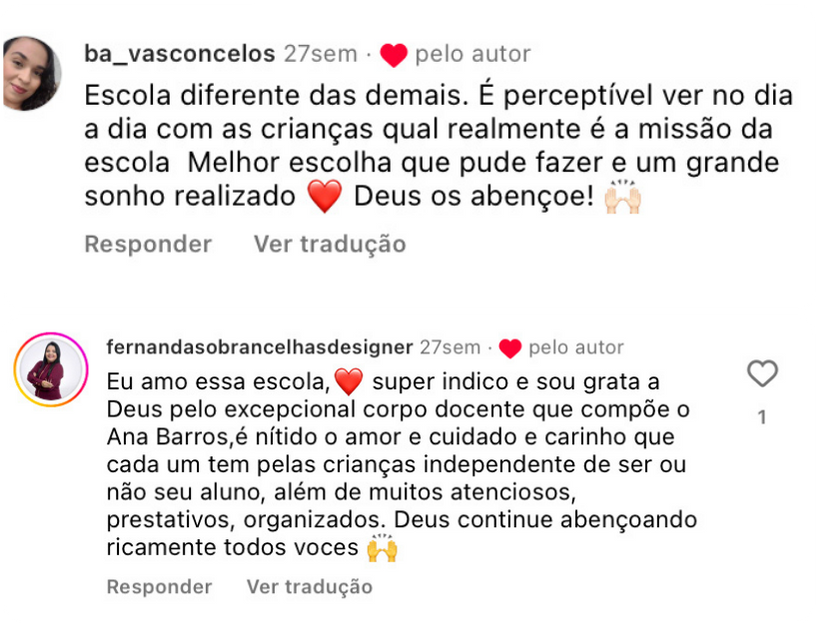 ba_vasconcelos 27sem · ❤️ pelo autor
Escola diferente das demais. É perceptível ver no dia
a dia com as crianças qual realmente é a missão da
escola  Melhor escolha que pude fazer e um grande
sonho realizado ❤️ Deus os abençoe! 🙌🏻
Responder Ver tradução
fernandasobrancelhasdesigner 27sem · ❤️ pelo autor
Eu amo essa escola,❤️ super indico e sou grata a
Deus pelo excepcional corpo docente que compõe o
Ana Barros,é nítido o amor e cuidado e carinho que
cada um tem pelas crianças independente de ser ou
não seu aluno, além de muitos atenciosos,
prestativos, organizados. Deus continue abençoando
ricamente todos voces 🙌
1
Responder Ver tradução